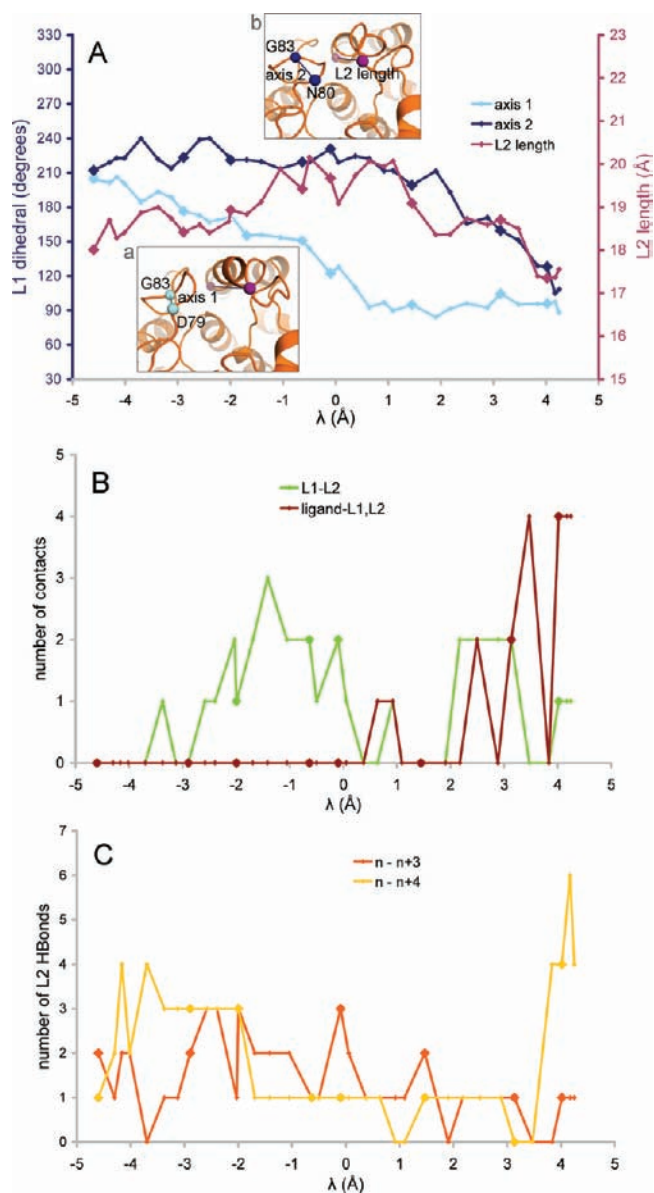 A
b
G83
axis 2
N80
L2 length
axis 1
axis 2
L2 length
a
G83
axis 1
D79
L1 dihedral (degrees)
330
300
270
240
210
180
150
120
90
60
30
L2 length (Å)
23
22
21
20
19
18
17
16
15
-5 -4 -3 -2 -1 0 1 2 3 4 5
λ (Å)
B
L1-L2
ligand-L1,L2
number of contacts
5
4
3
2
1
0
-5 -4 -3 -2 -1 0 1 2 3 4 5
λ (Å)
C
n - n+3
n - n+4
number of L2 HBonds
7
6
5
4
3
2
1
0
-5 -4 -3 -2 -1 0 1 2 3 4 5
λ (Å)